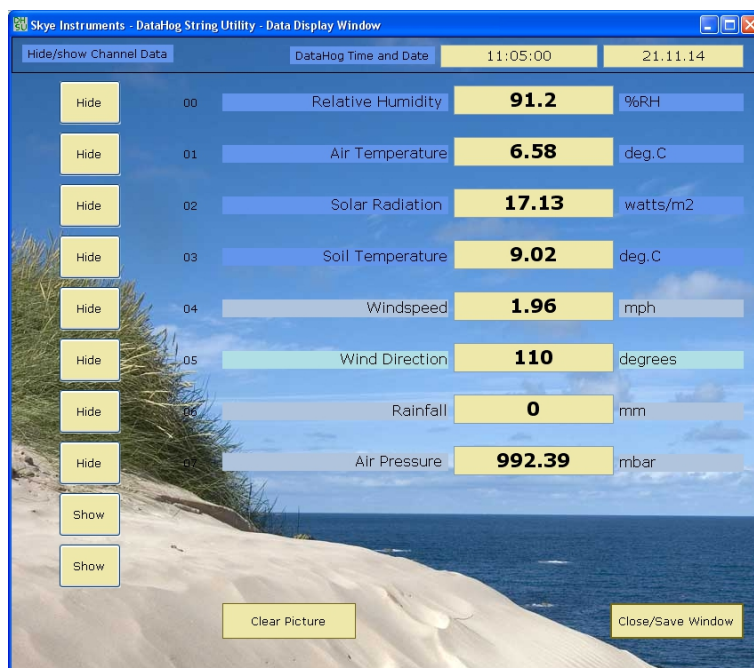 Skye Instruments - DataHog String Utility - Data Display Window
Hide/show Channel Data DataHog Time and Date 11:05:00 21.11.14
Hide 00 Relative Humidity 91.2 %RH
Hide 01 Air Temperature 6.58 deg.C
Hide 02 Solar Radiation 17.13 watts/m2
Hide 03 Soil Temperature 9.02 deg.C
Hide 04 Windspeed 1.96 mph
Hide 05 Wind Direction 110 degrees
Hide 06 Rainfall 0 mm
Hide 07 Air Pressure 992.39 mbar
Show
Show
Clear Picture Close/Save Window